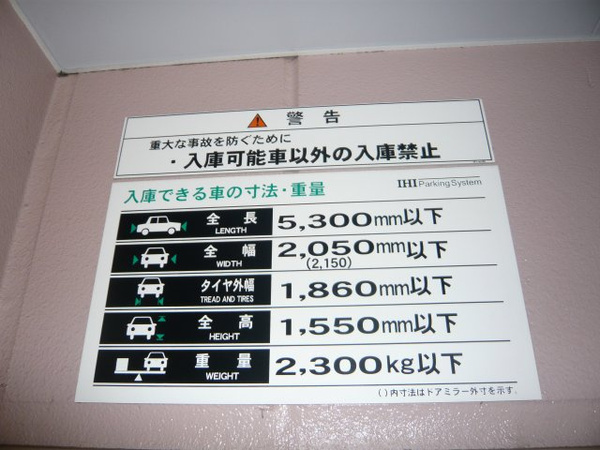 警告
重大な事故を防ぐために
・入庫可能車以外の入庫禁止
入庫できる車の寸法・重量 IHI Parking System
全長 LENGTH 5,300mm以下
全幅 WIDTH 2,050mm以下
(2,150)
タイヤ外幅 TREAD AND TIRES 1,860mm以下
全高 HEIGHT 1,550mm以下
重量 WEIGHT 2,300kg以下
( )内寸法はドアミラー外寸を示す.